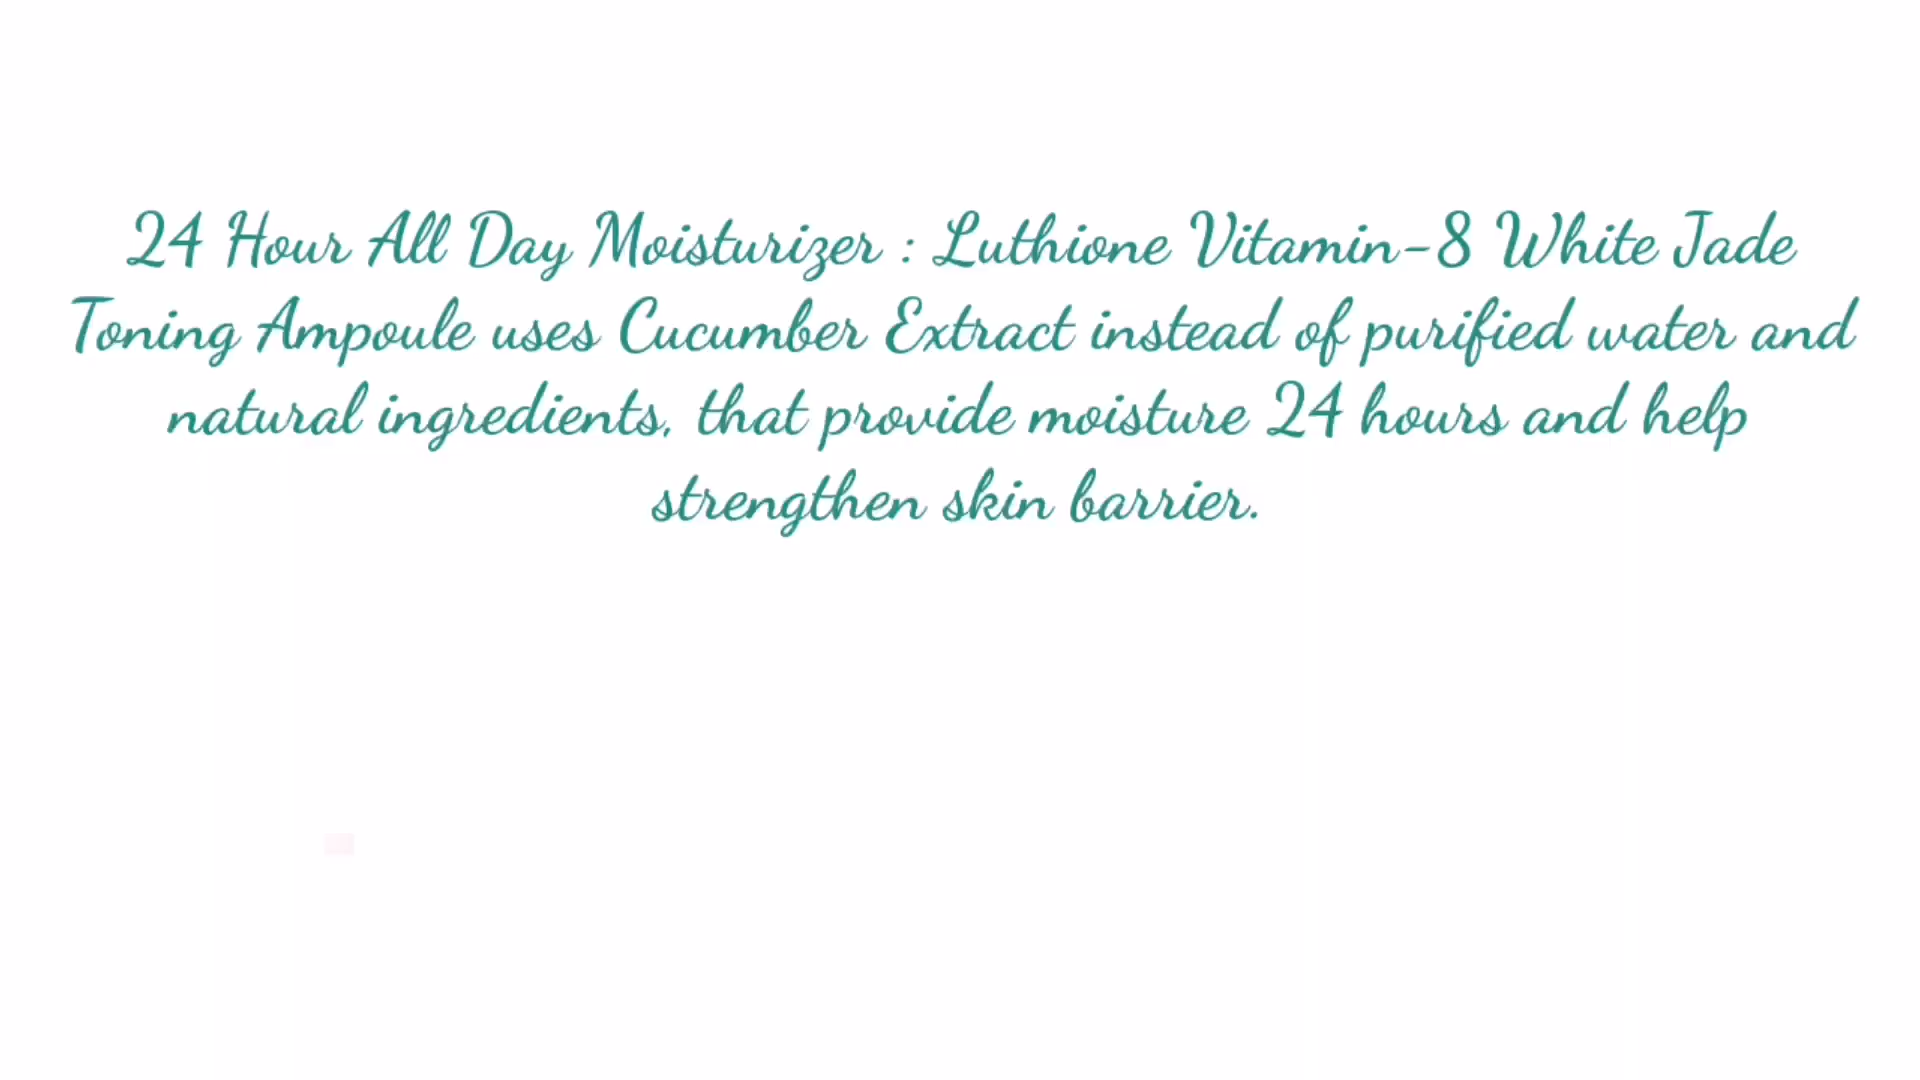 24 Hour All Day Moisturizer : Luthione Vitamin-8 White Jade
Toning Ampoule uses Cucumber Extract instead of purified water and
natural ingredients, that provide moisture 24 hours and help
strengthen skin barrier.